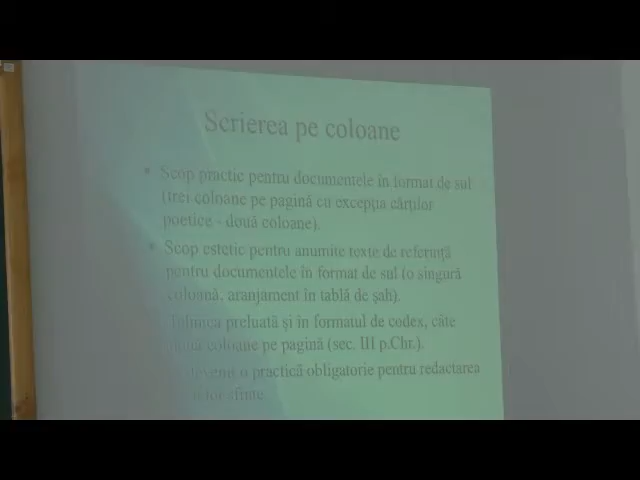 Scrierea pe coloane
• Scop practic pentru documentele în format de sul
(trei coloane pe pagină cu excepția cărților
poetice - două coloane).
• Scop estetic pentru anumite texte de referință
pentru documentele în format de sul (o singură
coloană, aranjament în tablă de șah).
preluată și în formatul de codex, câte
coloane pe pagină (sec. III p.Chr.).
o practică obligatorie pentru redactarea
sfinte.